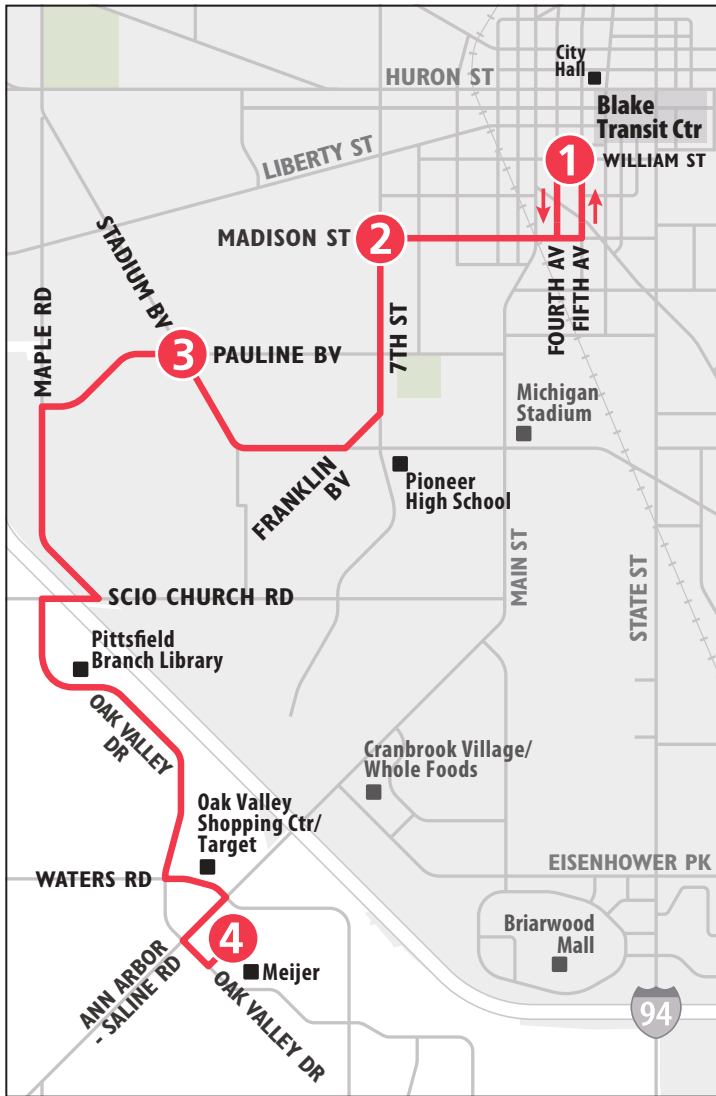 City
Hall
HURON ST
Blake
Transit Ctr
LIBERTY ST
1
WILLIAM ST
STADIUM BV
MADISON ST
2
FOURTH AV
FIFTH AV
MAPLE RD
7TH ST
3
PAULINE BV
Michigan
Stadium
FRANKLIN
BV
Pioneer
High School
MAIN ST
STATE ST
SCIO CHURCH RD
Pittsfield
Branch Library
OAK VALLEY
DR
Cranbrook Village/
Whole Foods
Oak Valley
Shopping Ctr/
Target
WATERS RD
EISENHOWER PK
4
Briarwood
Mall
ANN ARBOR
- SALINE RD
Meijer
OAK VALLEY DR
94